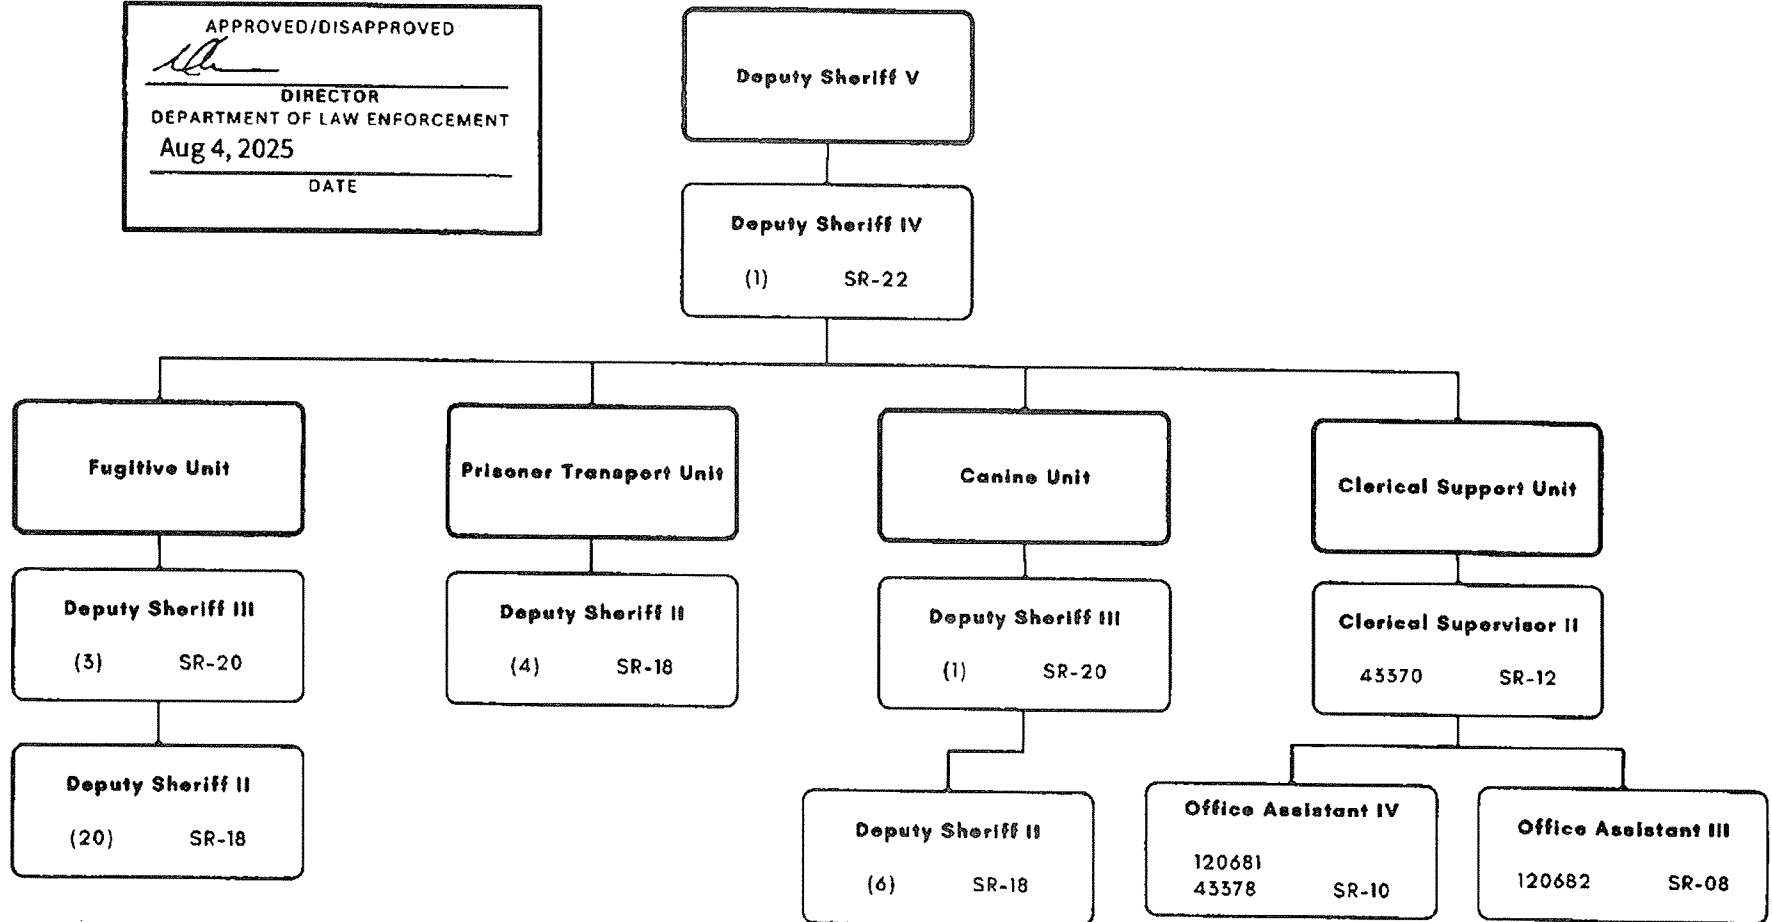 APPROVED/DISAPPROVED
DIRECTOR
DEPARTMENT OF LAW ENFORCEMENT
Aug 4, 2025
DATE
Deputy Sheriff V
Deputy Sheriff IV
(1) SR-22
Fugitive Unit
Prisoner Transport Unit
Canine Unit
Clerical Support Unit
Deputy Sheriff III
(3) SR-20
Deputy Sheriff II
(4) SR-18
Deputy Sheriff III
(1) SR-20
Clerical Supervisor II
43370 SR-12
Deputy Sheriff II
(20) SR-18
Deputy Sheriff II
(6) SR-18
Office Assistant IV
120681
43378 SR-10
Office Assistant III
120682 SR-08